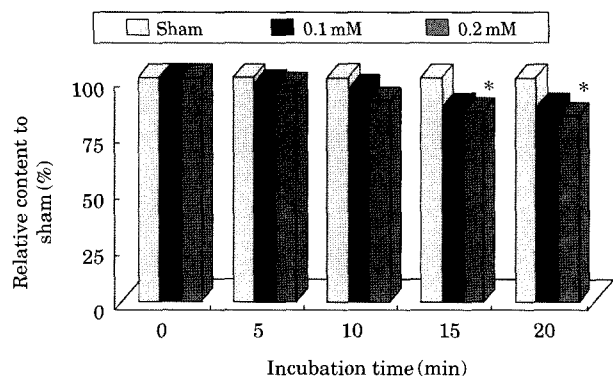 Sham 0.1 mM 0.2 mM
100
75
50
25
0
Relative content to
sham (%)
* *
0 5 10 15 20
Incubation time (min)